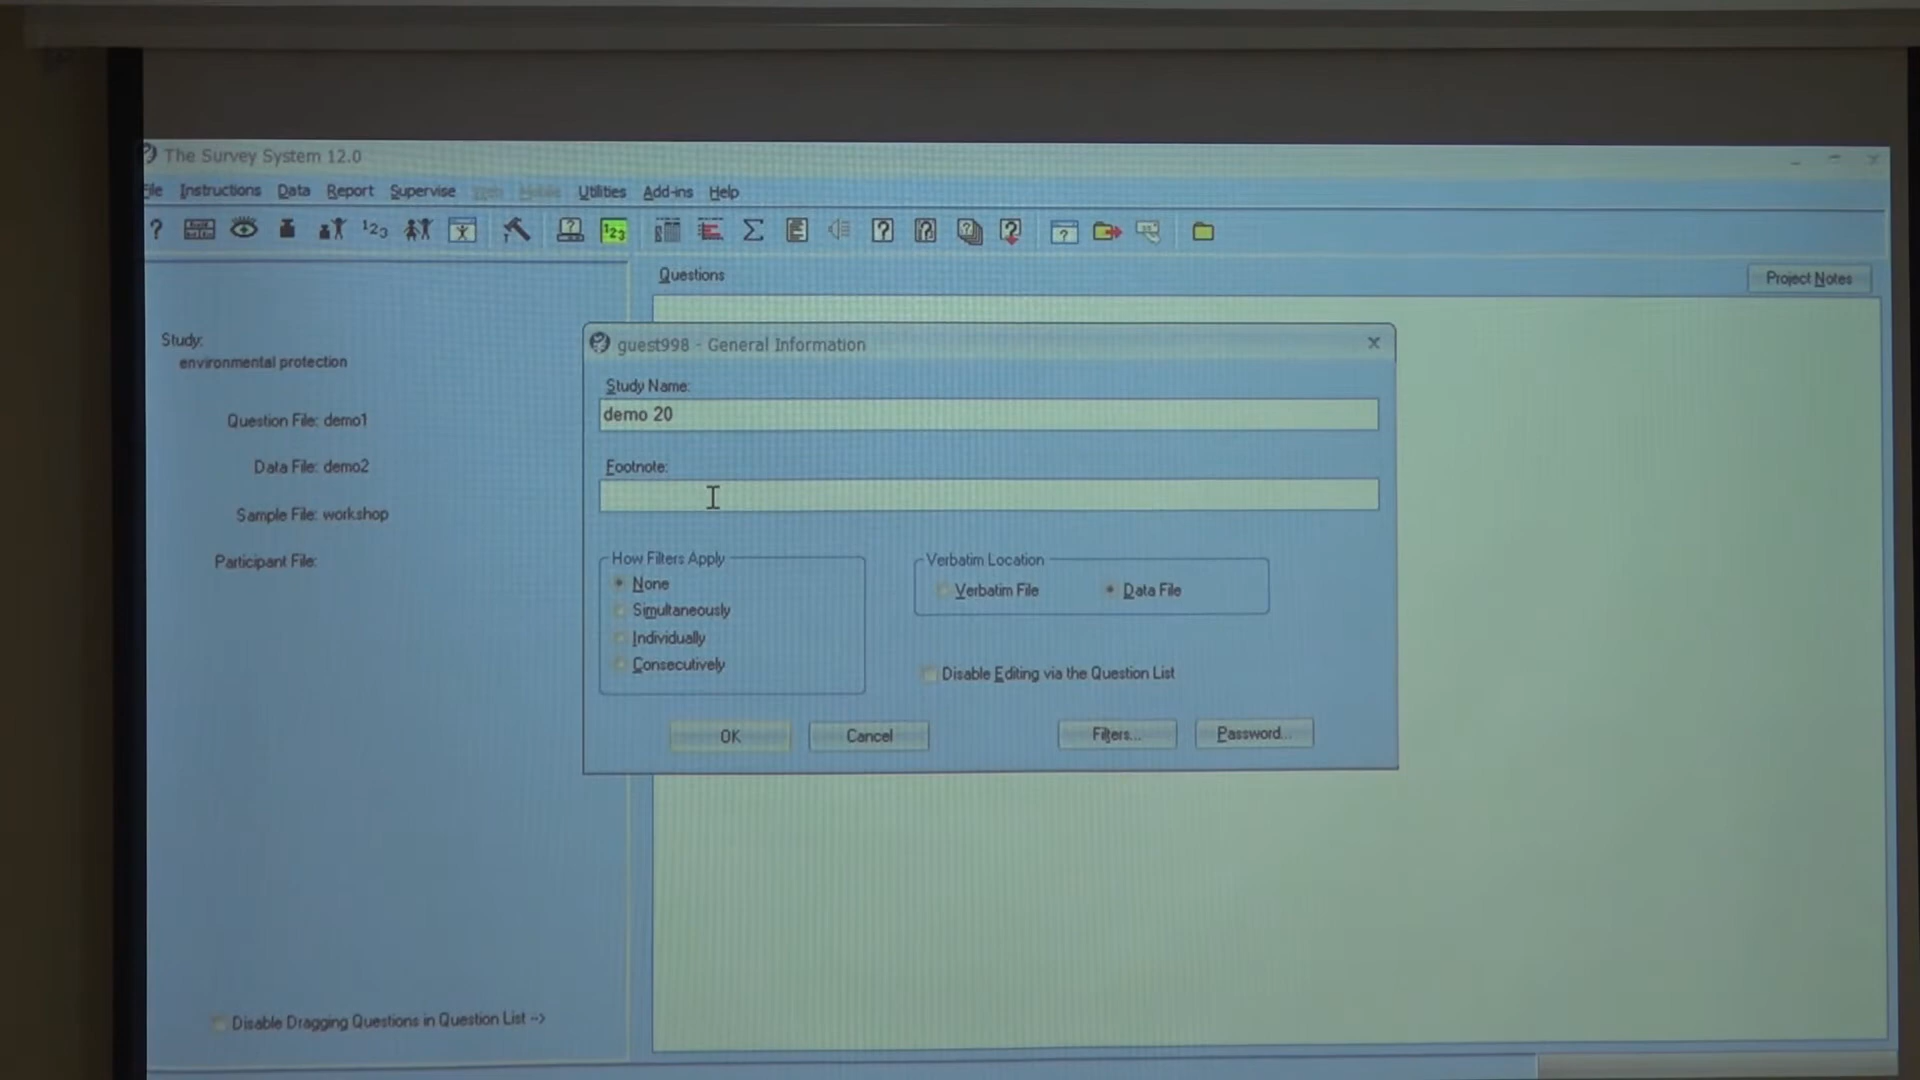 The Survey System 12.0
File Instructions Data Report Supervise Utilities Add-ins Help
Questions
Project Notes
Study:
environmental protection
Question File: demo1
Data File: demo2
Sample File: workshop
Participant File:
Disable Dragging Questions in Question List -->
guest998 - General Information
Study Name:
demo 20
Footnote:
How Filters Apply
None
Simultaneously
Individually
Consecutively
Verbatim Location
Verbatim File Data File
Disable Editing via the Question List
OK Cancel Filters... Password...